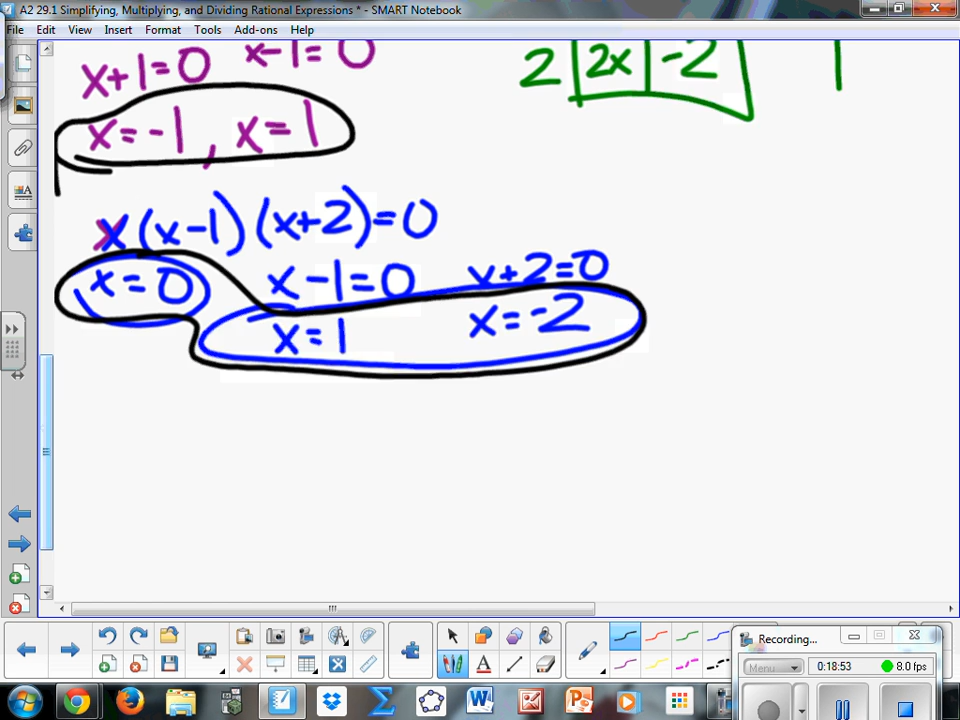 A2 29.1 Simplifying, Multiplying, and Dividing Rational Expressions * - SMART Notebook
File Edit View Insert Format Tools Add-ons Help
x+1=0 x-1=0
2 2x -2
x=-1, x=1
x(x-1)(x+2)=0
x=0 x-1=0 x+2=0
x=1 x=-2
Recording...
Menu 0:18:53 8.0 fps